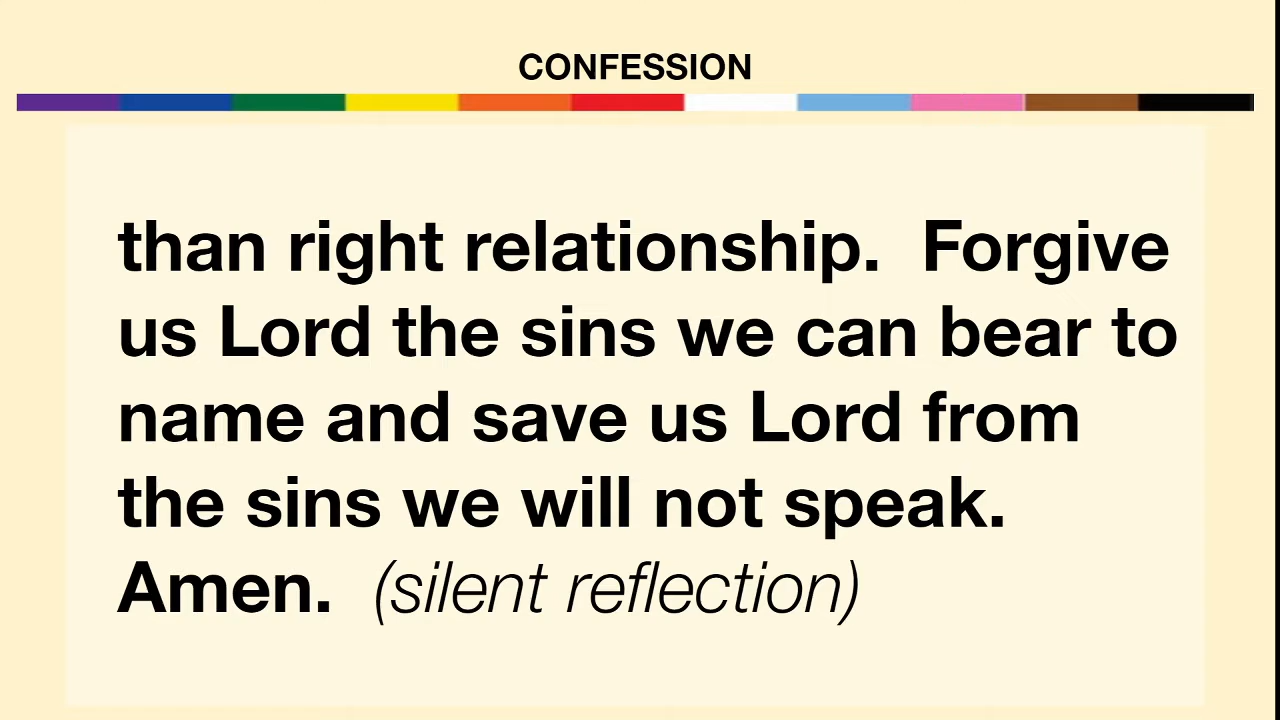 CONFESSION
than right relationship.  Forgive
us Lord the sins we can bear to
name and save us Lord from
the sins we will not speak.
Amen.  (silent reflection)